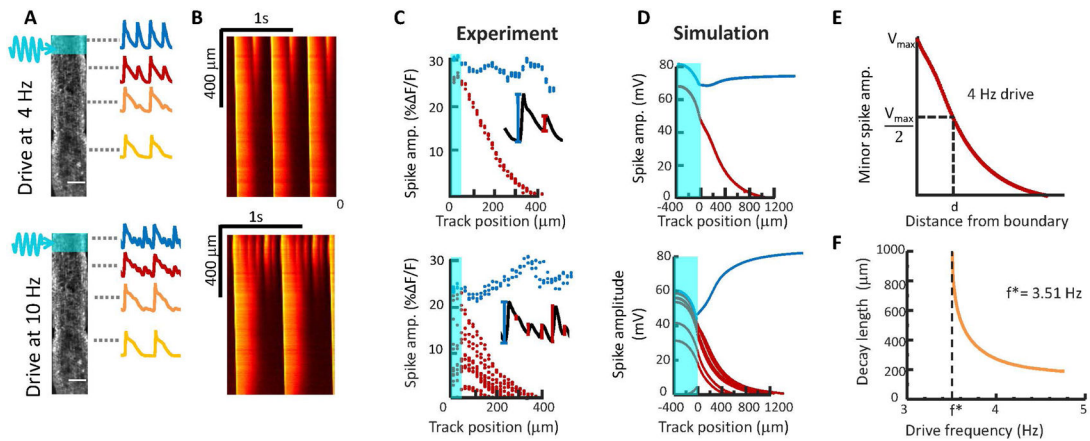 A
B
C
D
E
Drive at 4 Hz
1s
400 µm
0
Experiment
Spike amp. (%ΔF/F)
30
20
10
0
200
400
Track position (µm)
Simulation
Spike amp. (mV)
80
60
40
20
0
-400
0
400
800
1200
Track position (µm)
Vmax
Vmax
2
Minor spike amp.
4 Hz drive
d
Distance from boundary
Drive at 10 Hz
1s
400 µm
Spike amp. (%ΔF/F)
30
20
10
0
0
200
400
Track position (µm)
Spike amplitude
(mV)
80
60
40
20
0
-400
0
400
800
1200
Track position (µm)
F
Decay length (µm)
1000
800
600
400
200
0
f*= 3.51 Hz
3
f*
4
5
Drive frequency (Hz)